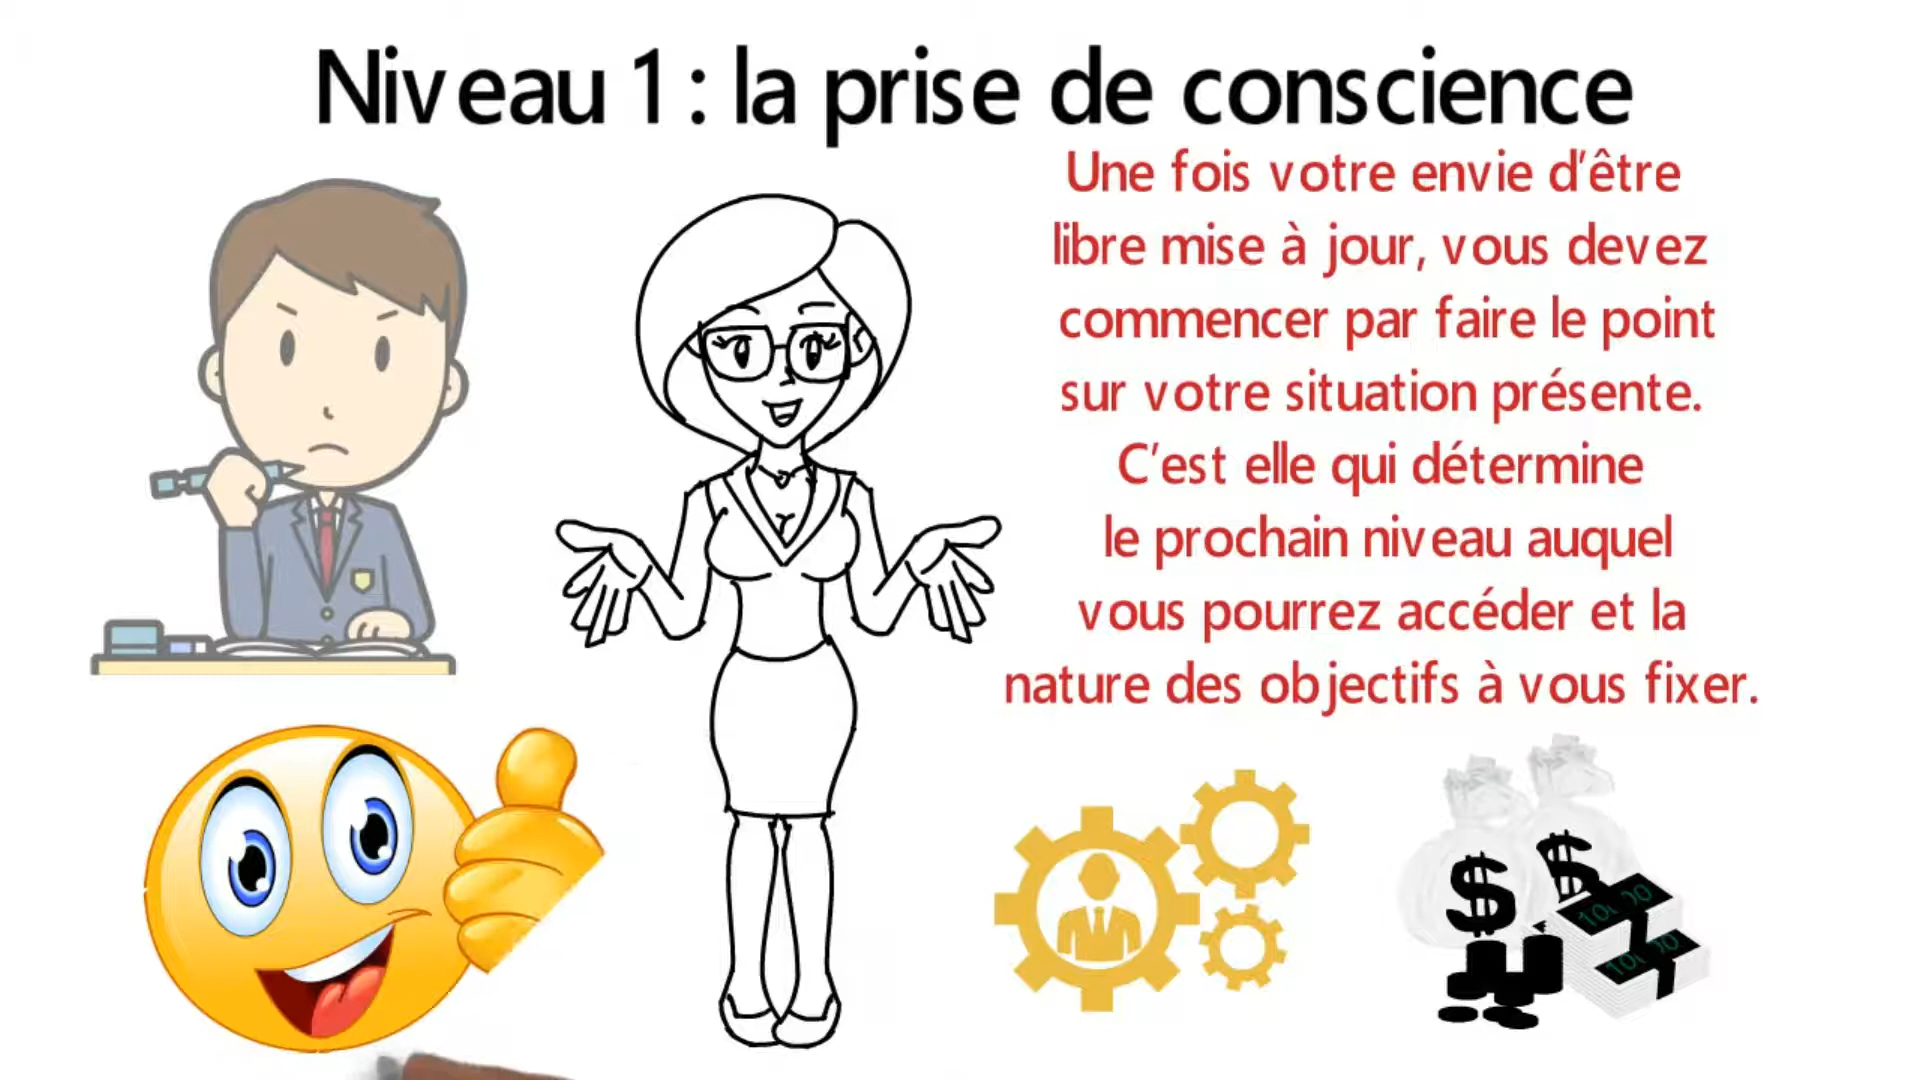 Niveau 1 : la prise de conscience
Une fois votre envie d'être
libre mise à jour, vous devez
commencer par faire le point
sur votre situation présente.
C'est elle qui détermine
le prochain niveau auquel
vous pourrez accéder et la
nature des objectifs à vous fixer.
$ $